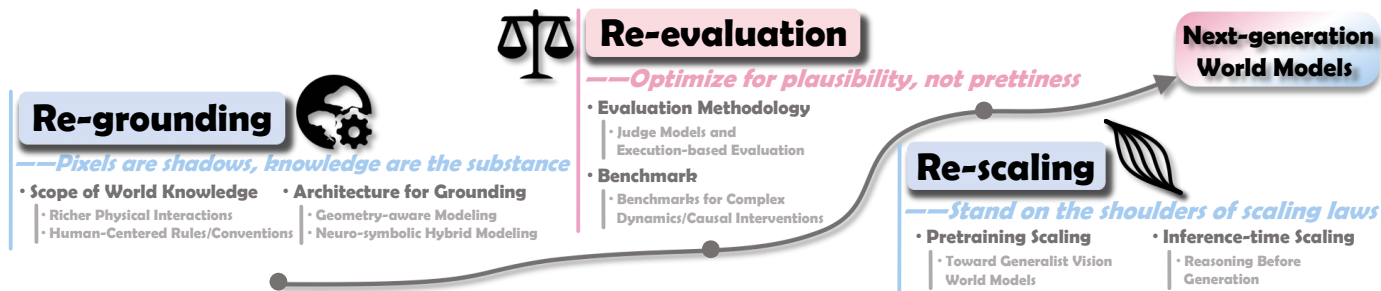 Re-grounding
——Pixels are shadows, knowledge are the substance
· Scope of World Knowledge
· Richer Physical Interactions
· Human-Centered Rules/Conventions
· Architecture for Grounding
· Geometry-aware Modeling
· Neuro-symbolic Hybrid Modeling
Re-evaluation
——Optimize for plausibility, not prettiness
· Evaluation Methodology
· Judge Models and
Execution-based Evaluation
· Benchmark
· Benchmarks for Complex
Dynamics/Causal Interventions
Re-scaling
——Stand on the shoulders of scaling laws
· Pretraining Scaling
· Toward Generalist Vision
World Models
· Inference-time Scaling
· Reasoning Before
Generation
Next-generation
World Models